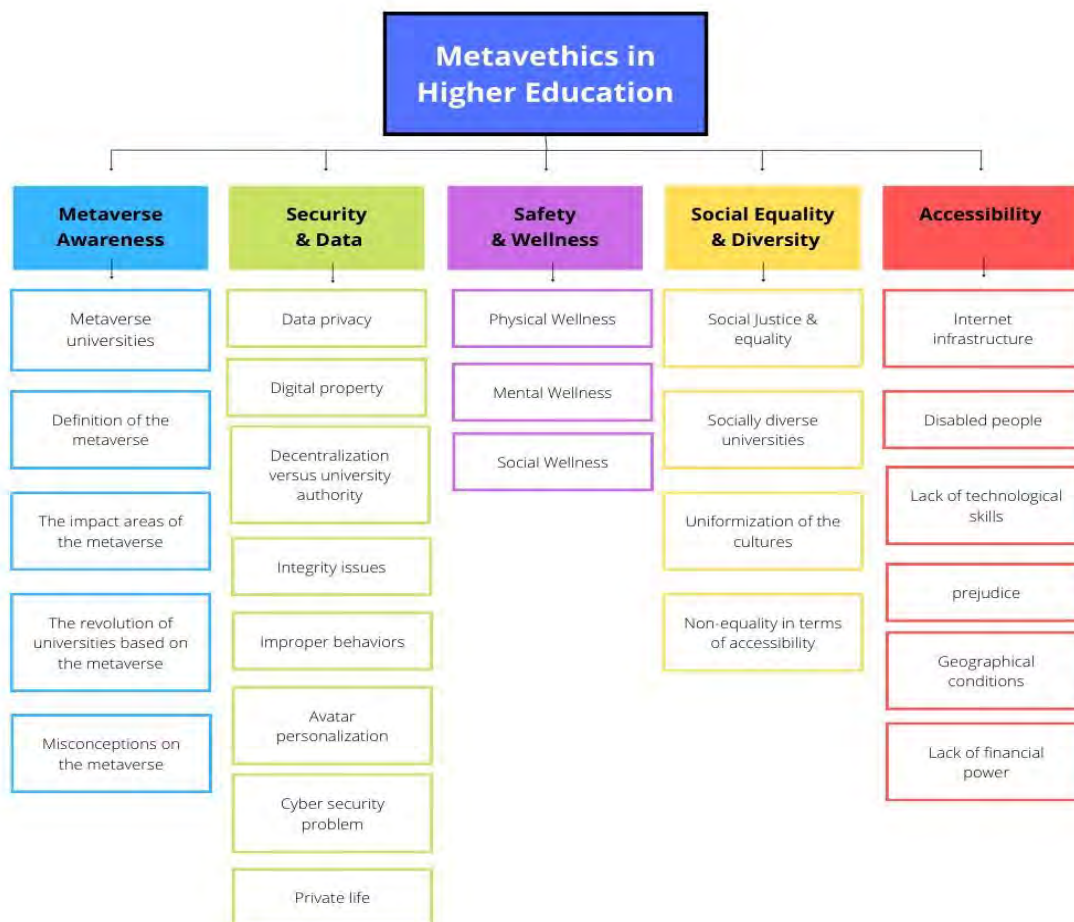 Metavethics in
Higher Education
Metaverse
Awareness
Metaverse
universities
Definition of the
metaverse
The impact areas of
the metaverse
The revolution of
universities based on
the metaverse
Misconceptions on
the metaverse
Security
& Data
Data privacy
Digital property
Decentralization
versus university
authority
Integrity issues
improper behaviors
Avatar
personalization
Cyber security
problem
Private life
Safety
& Wellness
Physical Wellness
Mental Wellness
Social Wellness
Social Equality
& Diversity
Social Justice &
equality
Socially diverse
universities
Uniformization of the
cultures
Non-equality in terms
of accessibility
Accessibility
Internet
infrastructure
Disabled people
Lack of technological
skills
prejudice
Geographical
conditions
Lack of financial
power